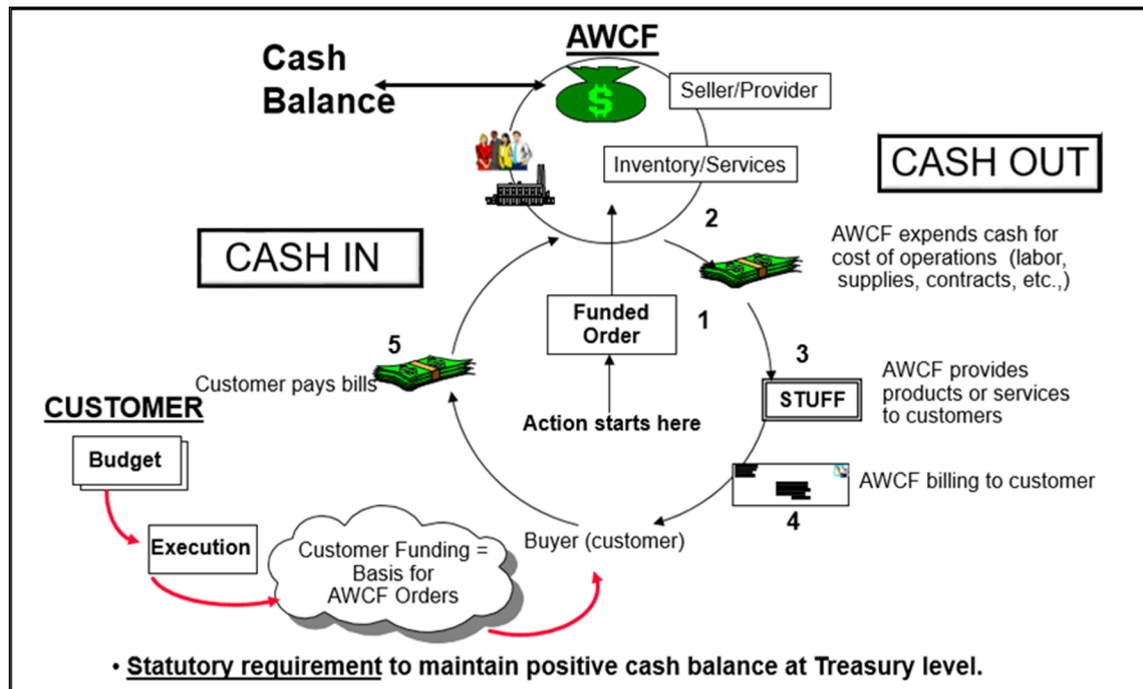 AWCF
Cash
Balance
$
Seller/Provider
Inventory/Services
CASH OUT
CASH IN
2
AWCF expends cash for
cost of operations (labor,
supplies, contracts, etc.,)
Funded
Order
1
5
3
Customer pays bills
AWCF provides
products or services
to customers
STUFF
CUSTOMER
Action starts here
Budget
AWCF billing to customer
4
Execution
Buyer (customer)
Customer Funding =
Basis for
AWCF Orders
• Statutory requirement to maintain positive cash balance at Treasury level.